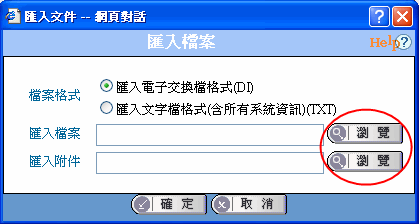 匯入文件 -- 網頁對話
匯入檔案
Help
檔案格式
匯入電子交換檔格式(DI)
匯入文字檔格式(含所有系統資訊)(TXT)
匯入檔案
瀏覽
匯入附件
瀏覽
確定
取消